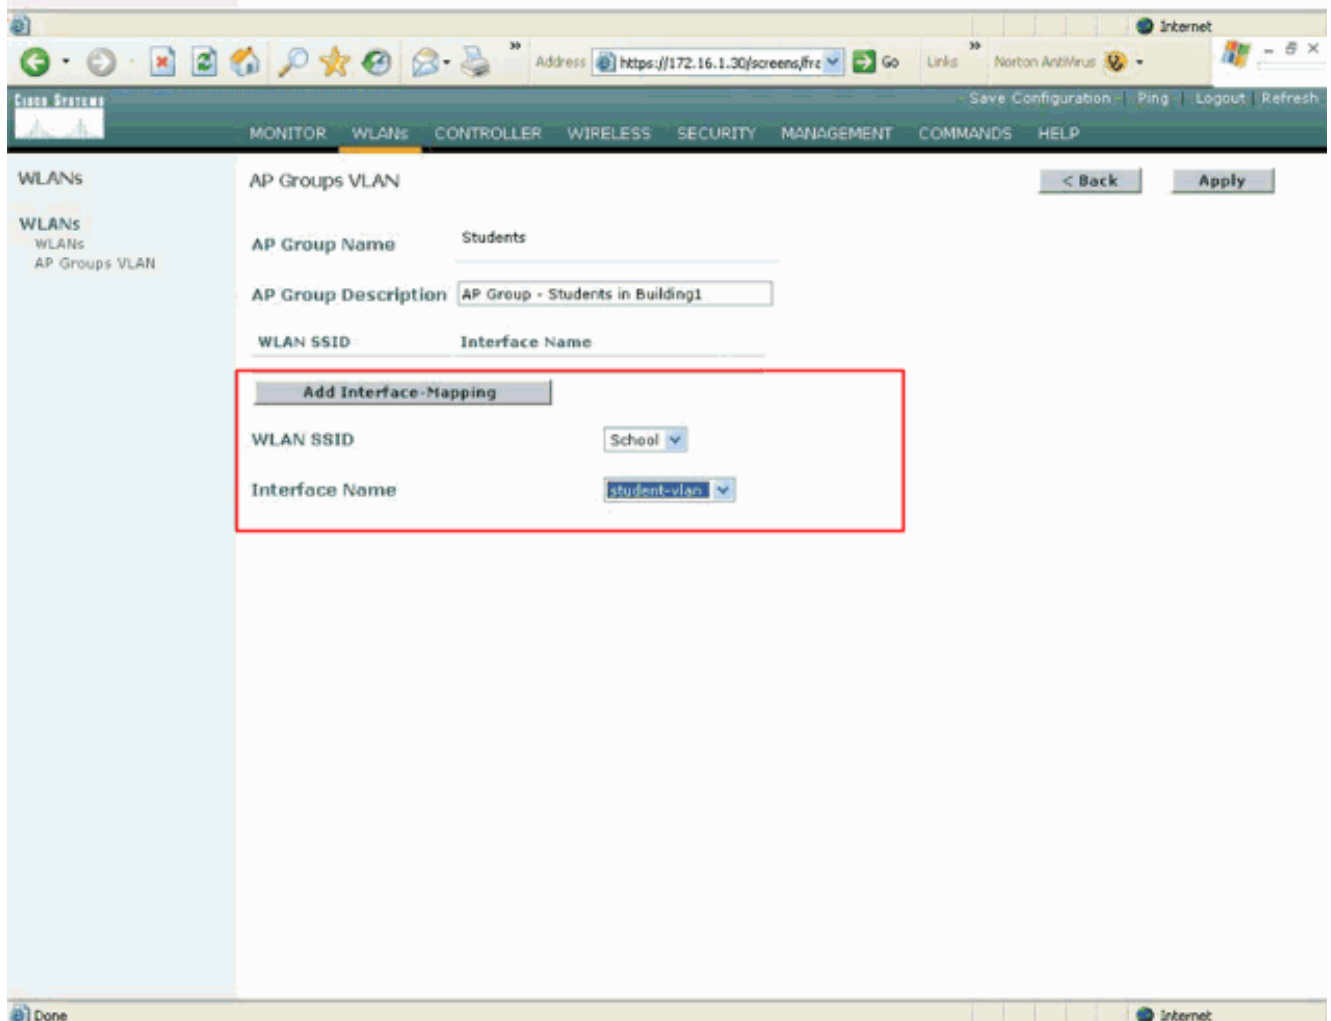 Internet
»
Address https://172.16.1.30/screens/fra Go Links » Norton AntiVirus
CISCO SYSTEMS
Save Configuration | Ping | Logout | Refresh
MONITOR WLANs CONTROLLER WIRELESS SECURITY MANAGEMENT COMMANDS HELP
WLANs
AP Groups VLAN
< Back Apply
WLANs
WLANs
AP Groups VLAN
AP Group Name Students
AP Group Description AP Group - Students in Building1
WLAN SSID Interface Name
Add Interface-Mapping
WLAN SSID School
Interface Name student-vlan
Done Internet